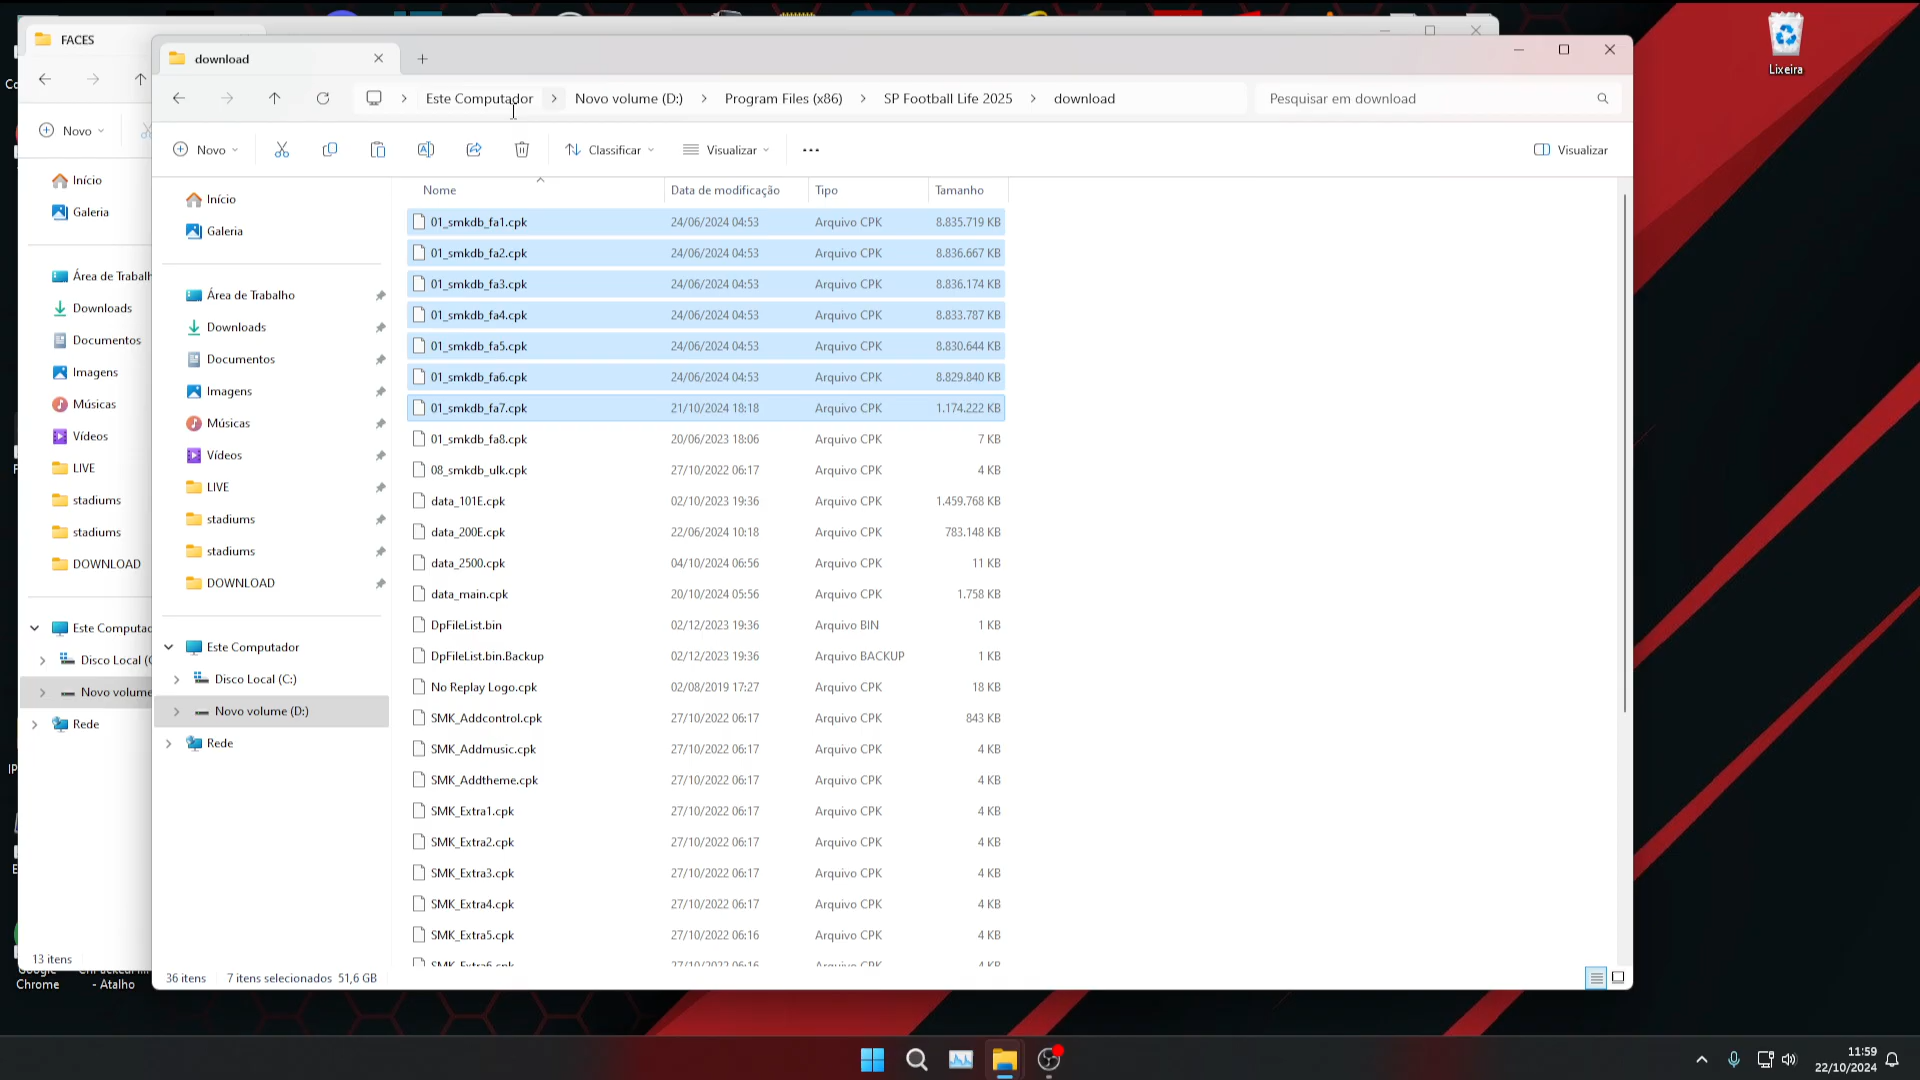 FACES
Novo
Início
Galeria
Área de Trabalh
Downloads
Documentos
Imagens
Músicas
Vídeos
LIVE
stadiums
stadiums
DOWNLOAD
Este Computac
Disco Local (C
Novo volume
Rede
13 itens
download
Este Computador
Novo volume (D:)
Program Files (x86)
SP Football Life 2025
download
Pesquisar em download
Novo
Classificar
Visualizar
Visualizar
Início
Galeria
Área de Trabalho
Downloads
Documentos
Imagens
Músicas
Vídeos
LIVE
stadiums
stadiums
DOWNLOAD
Este Computador
Disco Local (C:)
Novo volume (D:)
Rede
Nome Data de modificação Tipo Tamanho
01_smkdb_fa1.cpk 24/06/2024 04:53 Arquivo CPK 8.835.719 KB
01_smkdb_fa2.cpk 24/06/2024 04:53 Arquivo CPK 8.836.667 KB
01_smkdb_fa3.cpk 24/06/2024 04:53 Arquivo CPK 8.836.174 KB
01_smkdb_fa4.cpk 24/06/2024 04:53 Arquivo CPK 8.833.787 KB
01_smkdb_fa5.cpk 24/06/2024 04:53 Arquivo CPK 8.830.644 KB
01_smkdb_fa6.cpk 24/06/2024 04:53 Arquivo CPK 8.829.840 KB
01_smkdb_fa7.cpk 21/10/2024 18:18 Arquivo CPK 1.174.222 KB
01_smkdb_fa8.cpk 20/06/2023 18:06 Arquivo CPK 7 KB
08_smkdb_ulk.cpk 27/10/2022 06:17 Arquivo CPK 4 KB
data_101E.cpk 02/10/2023 19:36 Arquivo CPK 1.459.768 KB
data_200E.cpk 22/06/2024 10:18 Arquivo CPK 783.148 KB
data_2500.cpk 04/10/2024 06:56 Arquivo CPK 11 KB
data_main.cpk 20/10/2024 05:56 Arquivo CPK 1.758 KB
DpFileList.bin 02/12/2023 19:36 Arquivo BIN 1 KB
DpFileList.bin.Backup 02/12/2023 19:36 Arquivo BACKUP 1 KB
No Replay Logo.cpk 02/08/2019 17:27 Arquivo CPK 18 KB
SMK_Addcontrol.cpk 27/10/2022 06:17 Arquivo CPK 843 KB
SMK_Addmusic.cpk 27/10/2022 06:17 Arquivo CPK 4 KB
SMK_Addtheme.cpk 27/10/2022 06:17 Arquivo CPK 4 KB
SMK_Extra1.cpk 27/10/2022 06:17 Arquivo CPK 4 KB
SMK_Extra2.cpk 27/10/2022 06:17 Arquivo CPK 4 KB
SMK_Extra3.cpk 27/10/2022 06:17 Arquivo CPK 4 KB
SMK_Extra4.cpk 27/10/2022 06:17 Arquivo CPK 4 KB
SMK_Extra5.cpk 27/10/2022 06:16 Arquivo CPK 4 KB
SMK_Extra6.cpk 27/10/2022 06:16 Arquivo CPK 4 KB
36 itens 7 itens selecionados 51,6 GB
Lixeira
Chrome
- Atalho
11:59
22/10/2024